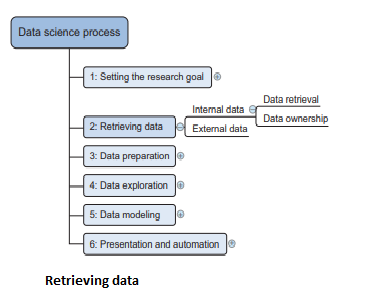 Data science process
1: Setting the research goal
2: Retrieving data
Internal data
External data
Data retrieval
Data ownership
3: Data preparation
4: Data exploration
5: Data modeling
6: Presentation and automation
Retrieving data